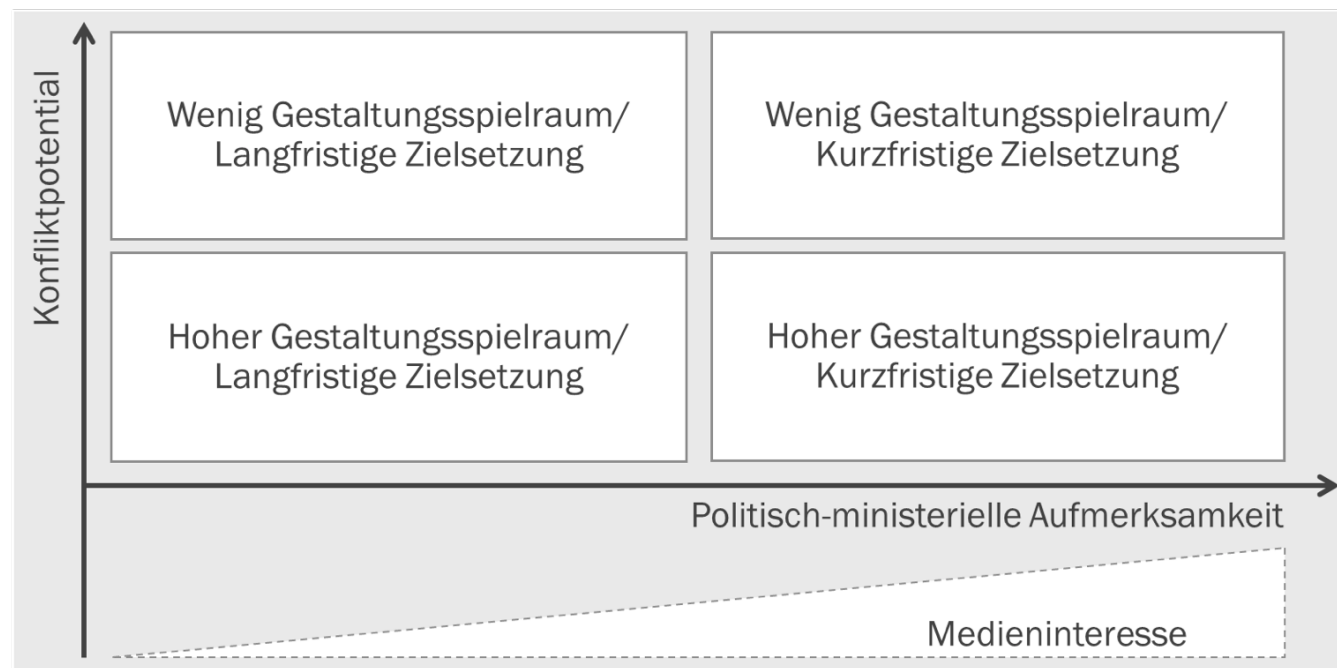 Konfliktpotential
Wenig Gestaltungsspielraum/
Langfristige Zielsetzung
Wenig Gestaltungsspielraum/
Kurzfristige Zielsetzung
Hoher Gestaltungsspielraum/
Langfristige Zielsetzung
Hoher Gestaltungsspielraum/
Kurzfristige Zielsetzung
Politisch-ministerielle Aufmerksamkeit
Medieninteresse